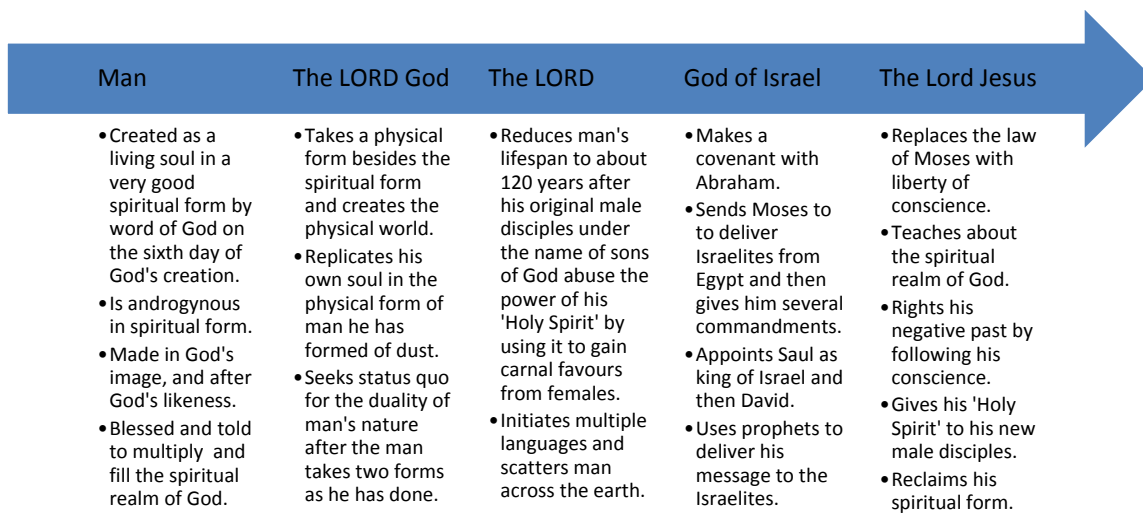 Man
The LORD God
The LORD
God of Israel
The Lord Jesus
•Created as a
living soul in a
very good
spiritual form by
word of God on
the sixth day of
God's creation.
•Is androgynous
in spiritual form.
•Made in God's
image, and after
God's likeness.
•Blessed and told
to multiply and
fill the spiritual
realm of God.
•Takes a physical
form besides the
spiritual form
and creates the
physical world.
•Replicates his
own soul in the
physical form of
man he has
formed of dust.
•Seeks status quo
for the duality of
man's nature
after the man
takes two forms
as he has done.
•Reduces man's
lifespan to about
120 years after
his original male
disciples under
the name of sons
of God abuse the
power of his
'Holy Spirit' by
using it to gain
carnal favours
from females.
•Initiates multiple
languages and
scatters man
across the earth.
•Makes a
covenant with
Abraham.
•Sends Moses to
to deliver
Israelites from
Egypt and then
gives him several
commandments.
•Appoints Saul as
king of Israel and
then David.
•Uses prophets to
deliver his
message to the
Israelites.
•Replaces the law
of Moses with
liberty of
conscience.
•Teaches about
the spiritual
realm of God.
•Rights his
negative past by
following his
conscience.
•Gives his 'Holy
Spirit' to his new
male disciples.
•Reclaims his
spiritual form.